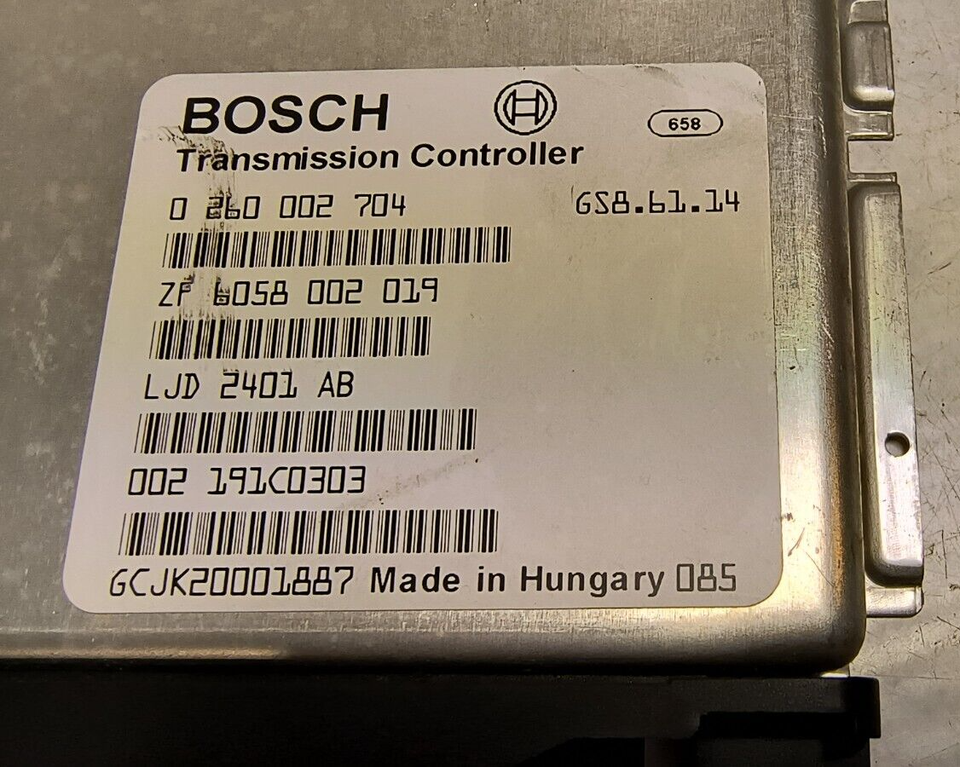 BOSCH
658
Transmission Controller
0 260 002 704
GS8.61.14
ZF 6058 002 019
LJD 2401 AB
002 191C0303
GCJK20001887 Made in Hungary 085